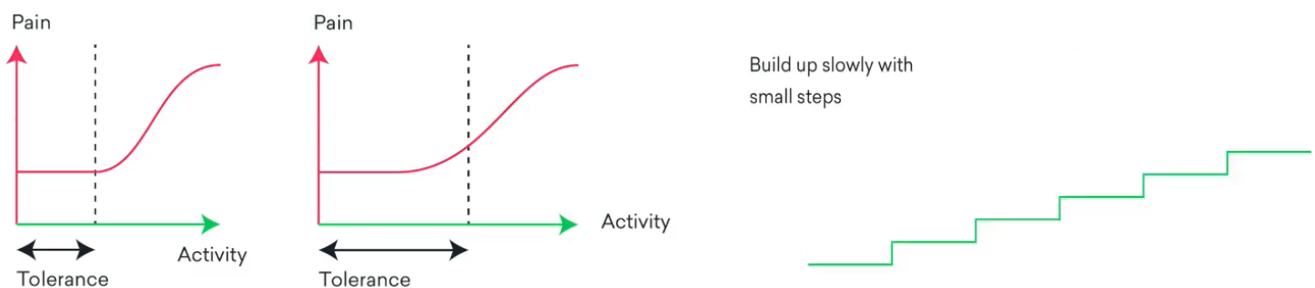 Pain
Activity
Tolerance
Pain
Activity
Tolerance
Build up slowly with
small steps